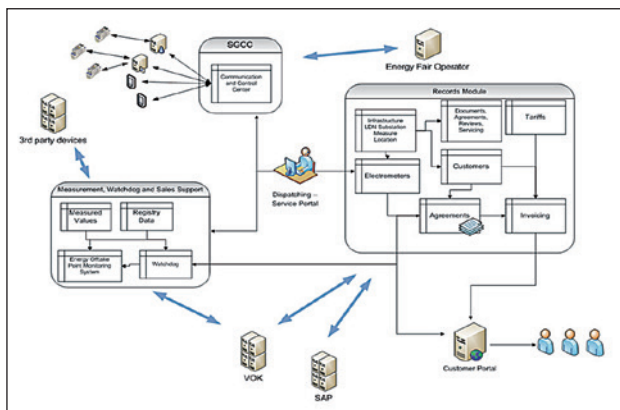 SGCC
Communication
and Control
Center
Energy Fair Operator
3rd party devices
Records Module
Infrastructure
UDN Substation
Measure
Location
Documents,
Agreements,
Reviews,
Servicing
Tariffs
Electrometers
Customers
Agreements
Invoicing
Dispatching –
Service Portal
Measurement, Watchdog and Sales Support
Measured
Values
Registry
Data
Energy Offtake
Point Monitoring
System
Watchdog
VOK
SAP
Customer Portal